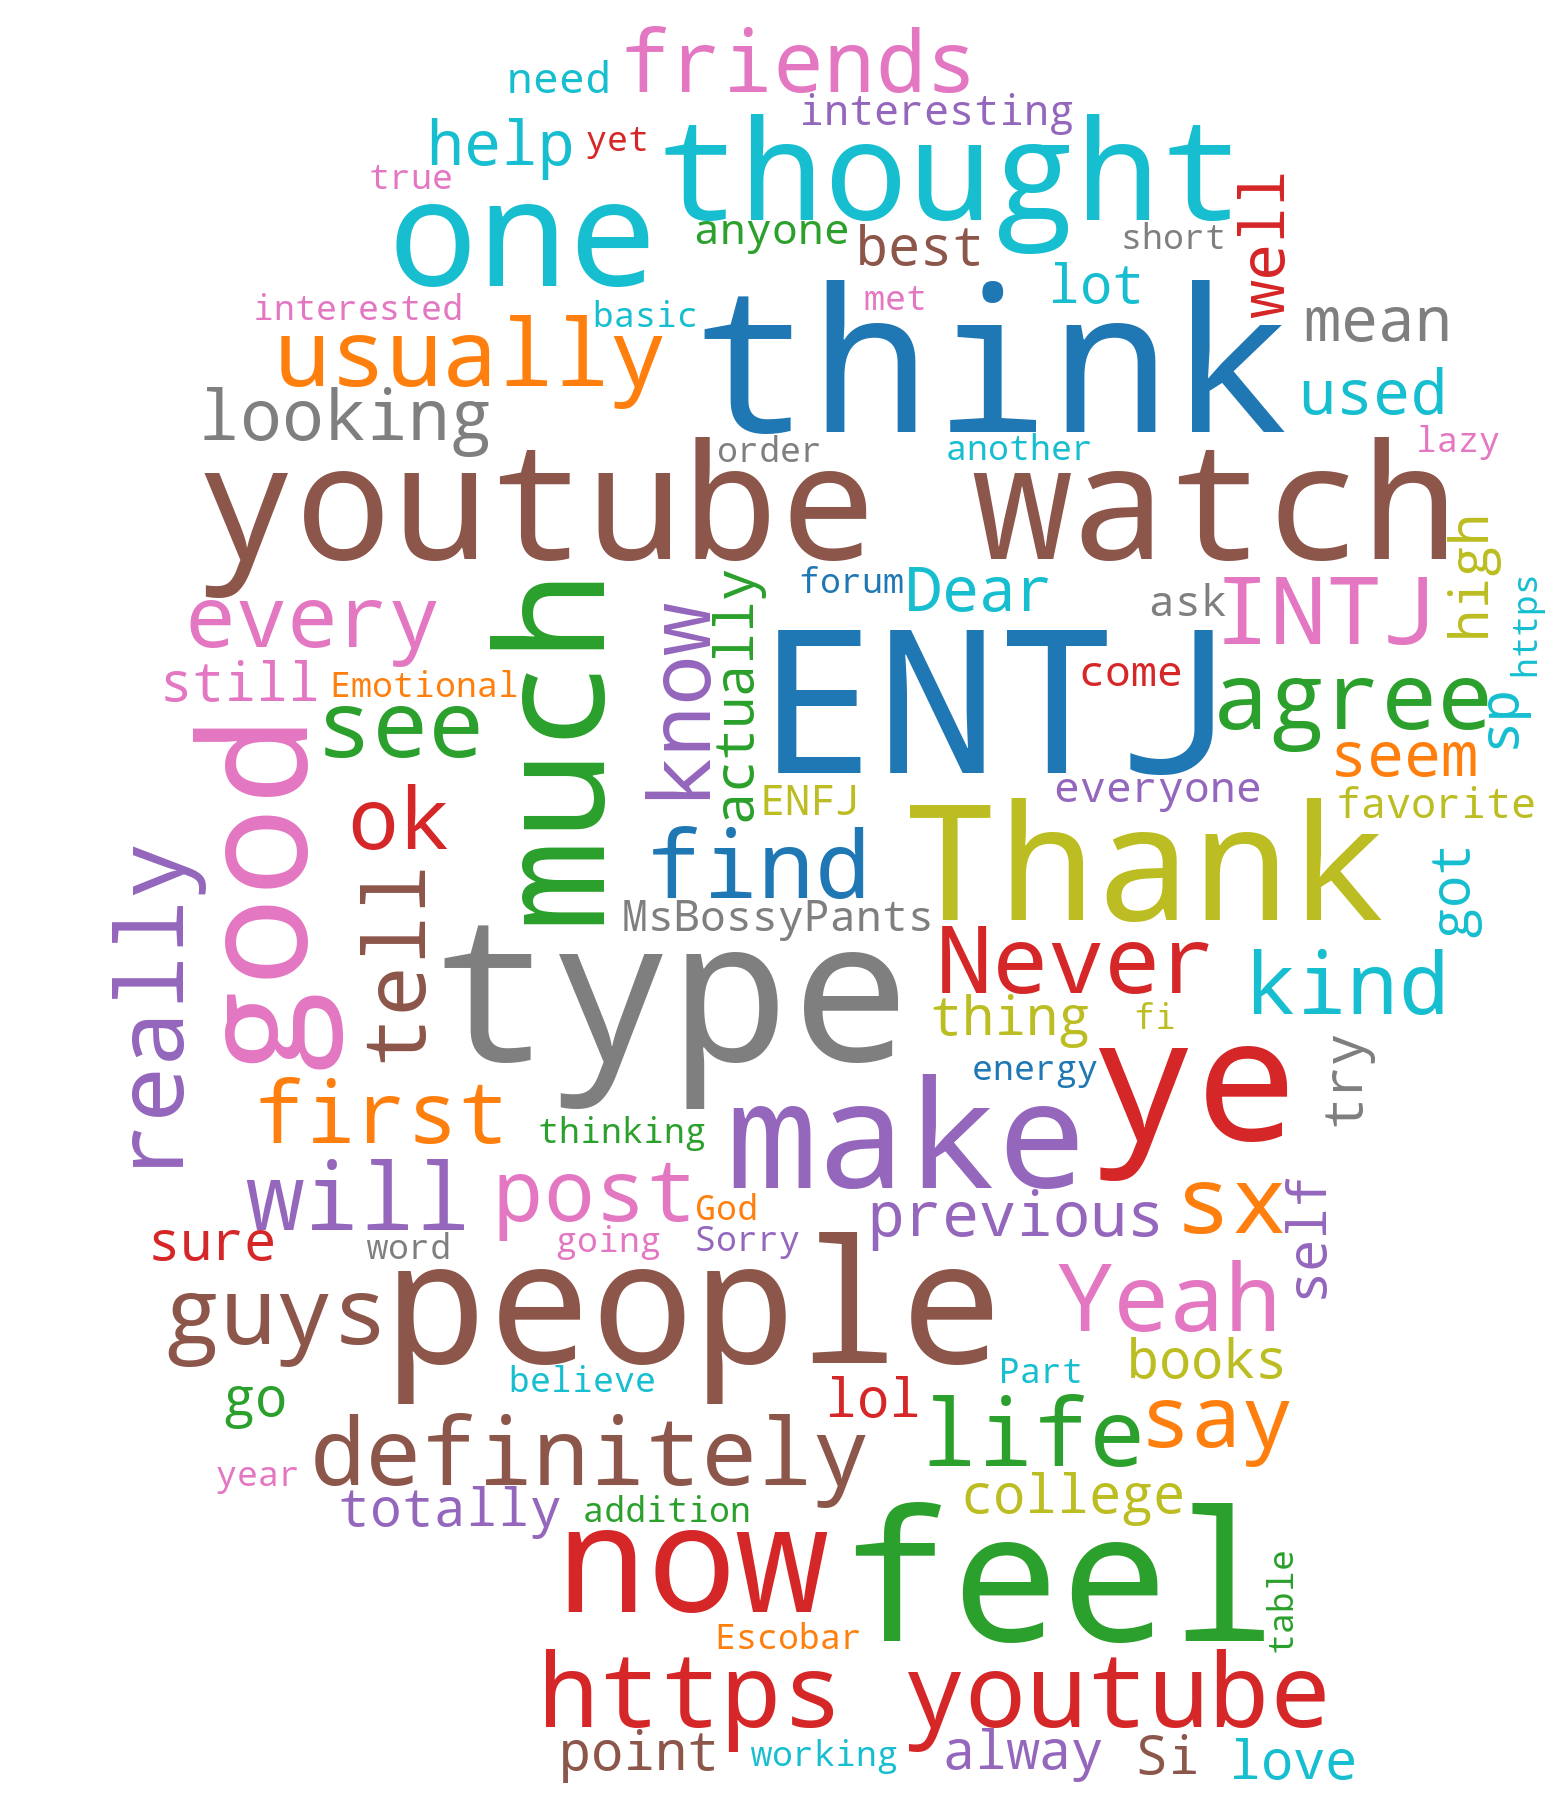 friends
need
interesting
help
yet
thought
true
one
anyone
best
short
well
lot
interested
basic
met
think
mean
usually
looking
used
order
another
lazy
youtube watch
high
much
forum
Dear
ask
INTJ
https
every
know
actually
ENTJ
still
Emotional
come
agree
sp
see
good
seem
ok
ENFJ
everyone
favorite
find
Thank
really
tell
got
MsBossyPants
type
Never
kind
thing
fi
ye
try
energy
first
thinking
make
will
post
God
previous
sx
self
sure
word
going
Sorry
people
guys
Yeah
believe
Part
books
go
lol
life
say
definitely
year
totally
addition
college
now
feel
table
Escobar
https youtube
point
working
alway
Si
love